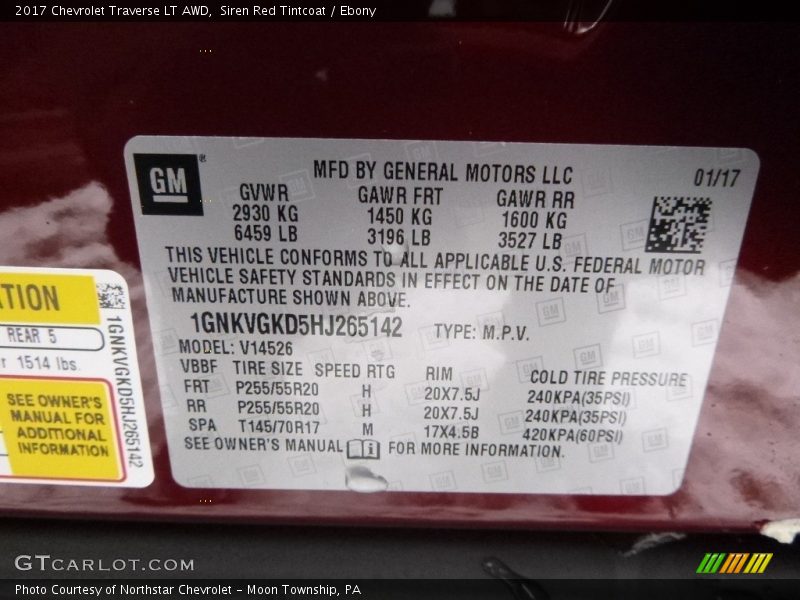 2017 Chevrolet Traverse LT AWD, Siren Red Tintcoat / Ebony
GM®
MFD BY GENERAL MOTORS LLC
01/17
GVWR GAWR FRT GAWR RR
2930 KG 1450 KG 1600 KG
6459 LB 3196 LB 3527 LB
THIS VEHICLE CONFORMS TO ALL APPLICABLE U.S. FEDERAL MOTOR
VEHICLE SAFETY STANDARDS IN EFFECT ON THE DATE OF
MANUFACTURE SHOWN ABOVE.
1GNKVGKD5HJ265142 TYPE: M.P.V.
MODEL: V14526
VBBF TIRE SIZE SPEED RTG RIM COLD TIRE PRESSURE
FRT P255/55R20 H 20X7.5J 240KPA(35PSI)
RR P255/55R20 H 20X7.5J 240KPA(35PSI)
SPA T145/70R17 M 17X4.5B 420KPA(60PSI)
SEE OWNER'S MANUAL FOR MORE INFORMATION.
REAR 5
1514 lbs.
SEE OWNER'S
MANUAL FOR
ADDITIONAL
INFORMATION
1GNKVGKD5HJ265142
GTCARLOT.COM
Photo Courtesy of Northstar Chevrolet - Moon Township, PA